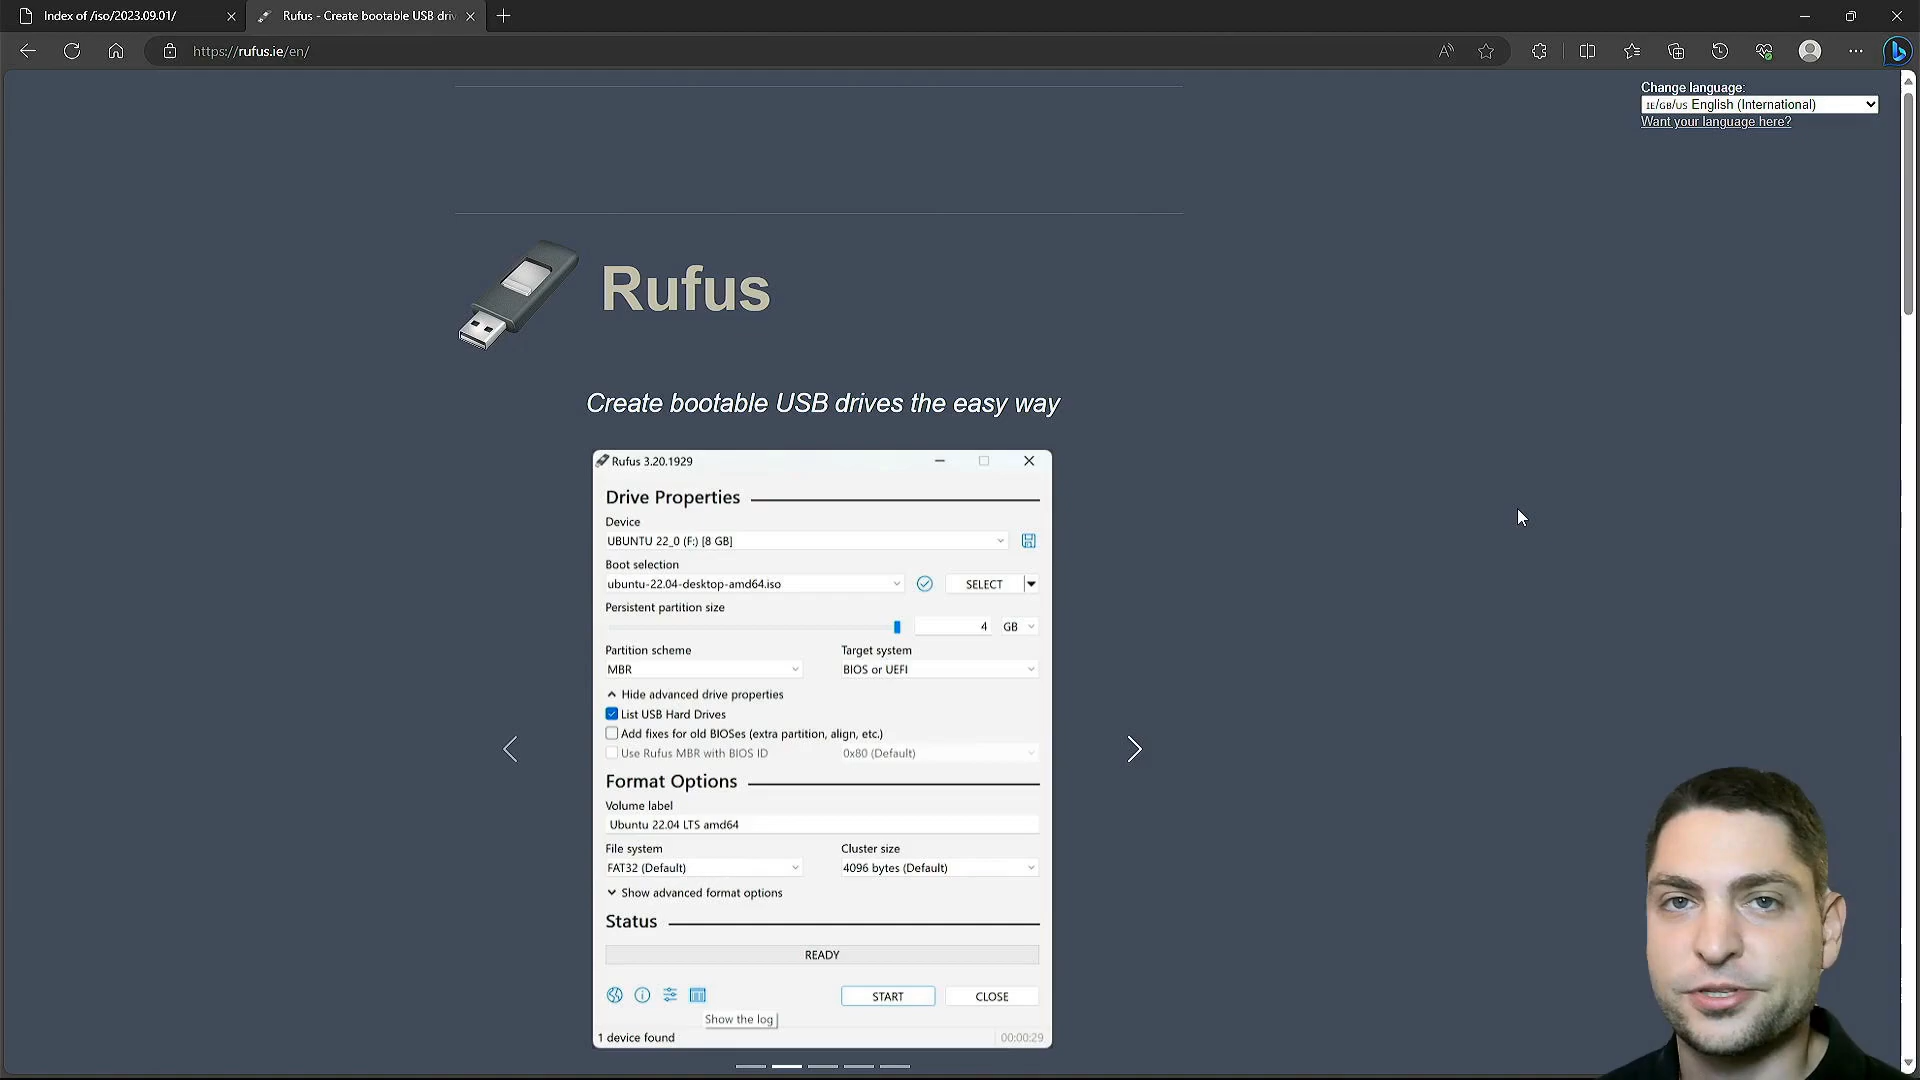 Index of /iso/2023.09.01/
Rufus - Create bootable USB driv
https://rufus.ie/en/
Change language:
IE/GB/US English (International)
Want your language here?
Rufus
Create bootable USB drives the easy way
Rufus 3.20.1929
Drive Properties
Device
UBUNTU 22_0 (F:) [8 GB]
Boot selection
ubuntu-22.04-desktop-amd64.iso
SELECT
Persistent partition size
4 GB
Partition scheme
Target system
MBR
BIOS or UEFI
Hide advanced drive properties
List USB Hard Drives
Add fixes for old BIOSes (extra partition, align, etc.)
Use Rufus MBR with BIOS ID
0x80 (Default)
Format Options
Volume label
Ubuntu 22.04 LTS amd64
File system
Cluster size
FAT32 (Default)
4096 bytes (Default)
Show advanced format options
Status
READY
START
CLOSE
Show the log
1 device found
00:00:29